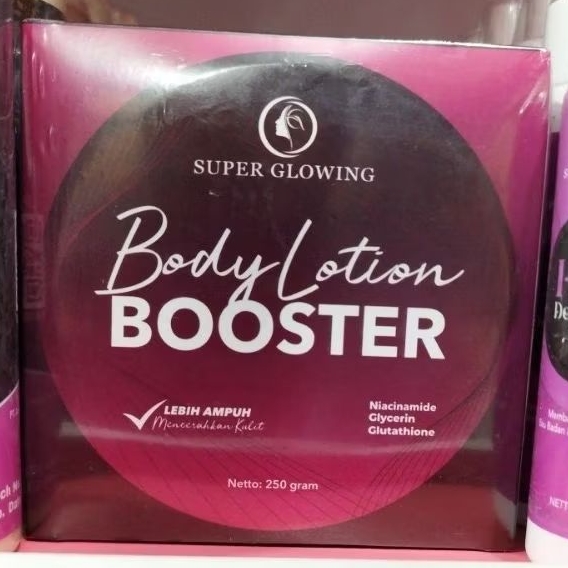 SUPER GLOWING
Body Lotion
BOOSTER
LEBIH AMPUH
Mencerahkan Kulit
Niacinamide
Glycerin
Glutathione
Netto: 250 gram